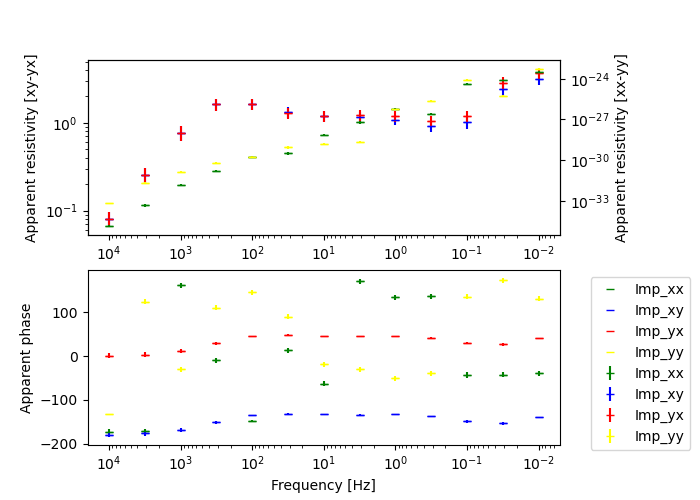 Apparent resistivity [xy-yx]
10⁰
10⁻¹
10⁻²⁴
10⁻²⁷
10⁻³⁰
10⁻³³
Apparent resistivity [xx-yy]
10⁴ 10³ 10² 10¹ 10⁰ 10⁻¹ 10⁻²
Apparent phase
100
0
−100
−200
10⁴ 10³ 10² 10¹ 10⁰ 10⁻¹ 10⁻²
Frequency [Hz]
Imp_xx
Imp_xy
Imp_yx
Imp_yy
Imp_xx
Imp_xy
Imp_yx
Imp_yy